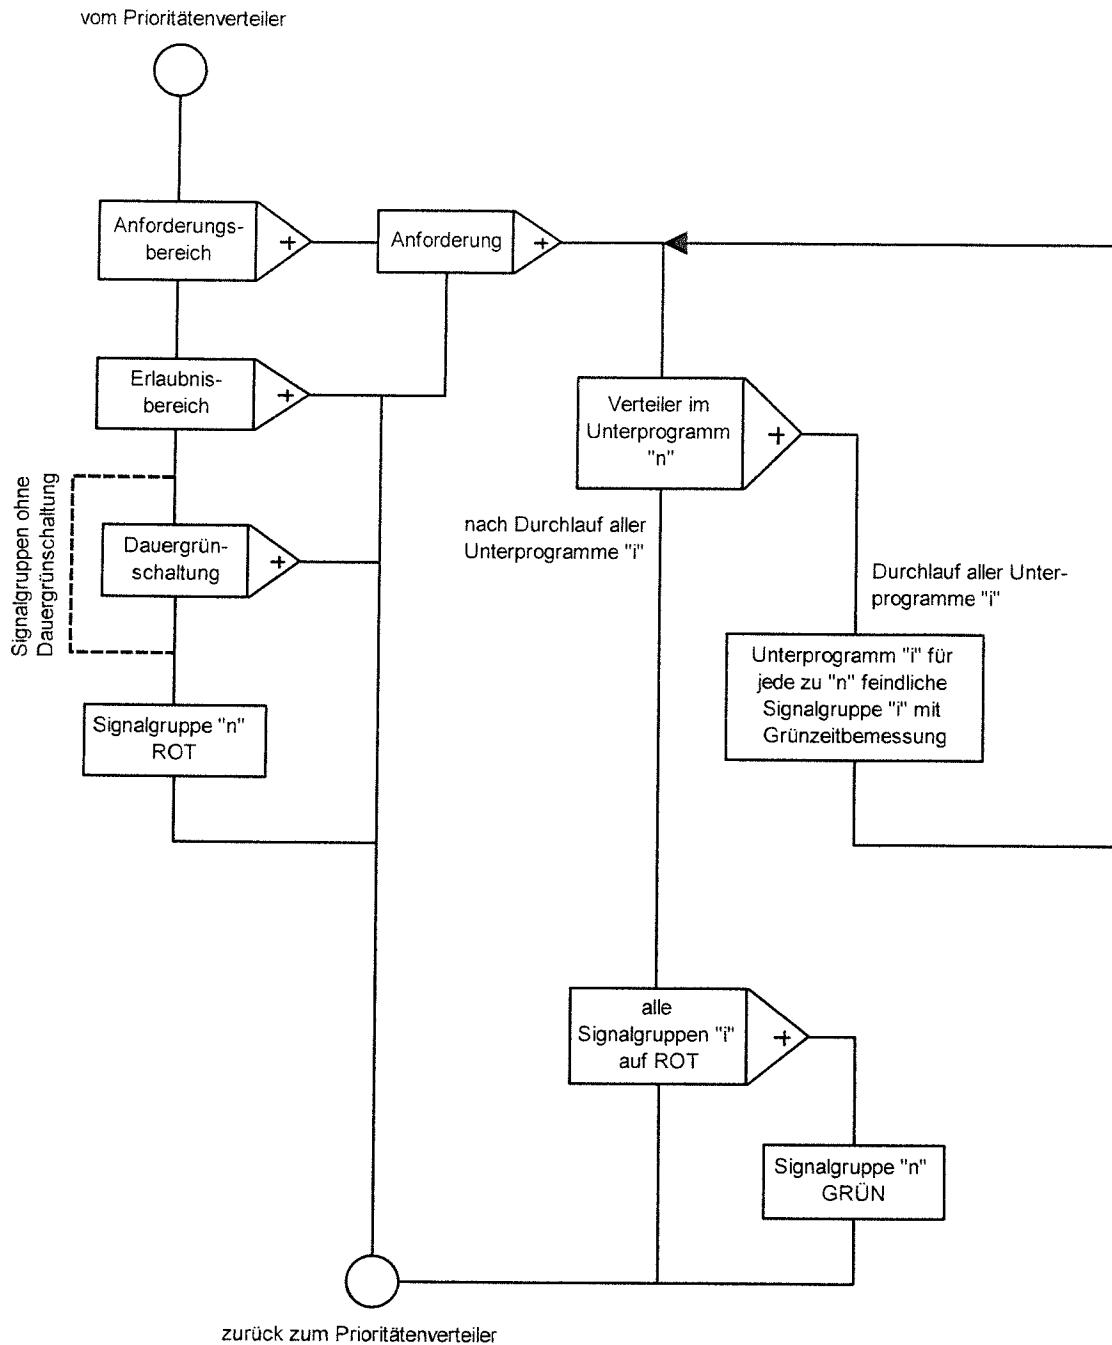 vom Prioritätenverteiler
Anforderungs-
bereich
+
Anforderung
+
Erlaubnis-
bereich
+
Verteiler im
Unterprogramm
"n"
+
Signalgruppen ohne
Dauergrünschaltung
Dauergrün-
schaltung
+
nach Durchlauf aller
Unterprogramme "i"
Durchlauf aller Unter-
programme "i"
Signalgruppe "n"
ROT
Unterprogramm "i" für
jede zu "n" feindliche
Signalgruppe "i" mit
Grünzeitbemessung
alle
Signalgruppen "i"
auf ROT
+
Signalgruppe "n"
GRÜN
zurück zum Prioritätenverteiler